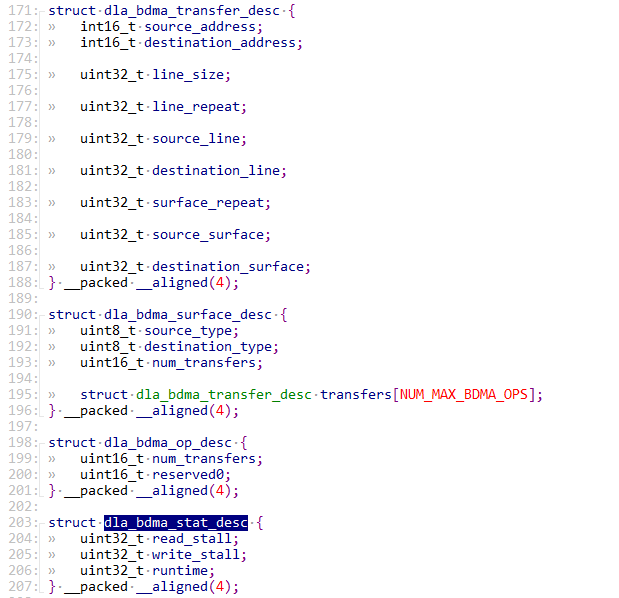 171: struct dla_bdma_transfer_desc {
172: » int16_t source_address;
173: » int16_t destination_address;
174:
175: » uint32_t line_size;
176:
177: » uint32_t line_repeat;
178:
179: » uint32_t source_line;
180:
181: » uint32_t destination_line;
182:
183: » uint32_t surface_repeat;
184:
185: » uint32_t source_surface;
186:
187: » uint32_t destination_surface;
188: } __packed __aligned(4);
189:
190: struct dla_bdma_surface_desc {
191: » uint8_t source_type;
192: » uint8_t destination_type;
193: » uint16_t num_transfers;
194:
195: » struct dla_bdma_transfer_desc transfers[NUM_MAX_BDMA_OPS];
196: } __packed __aligned(4);
197:
198: struct dla_bdma_op_desc {
199: » uint16_t num_transfers;
200: » uint16_t reserved0;
201: } __packed __aligned(4);
202:
203: struct dla_bdma_stat_desc {
204: » uint32_t read_stall;
205: » uint32_t write_stall;
206: » uint32_t runtime;
207: } __packed __aligned(4);